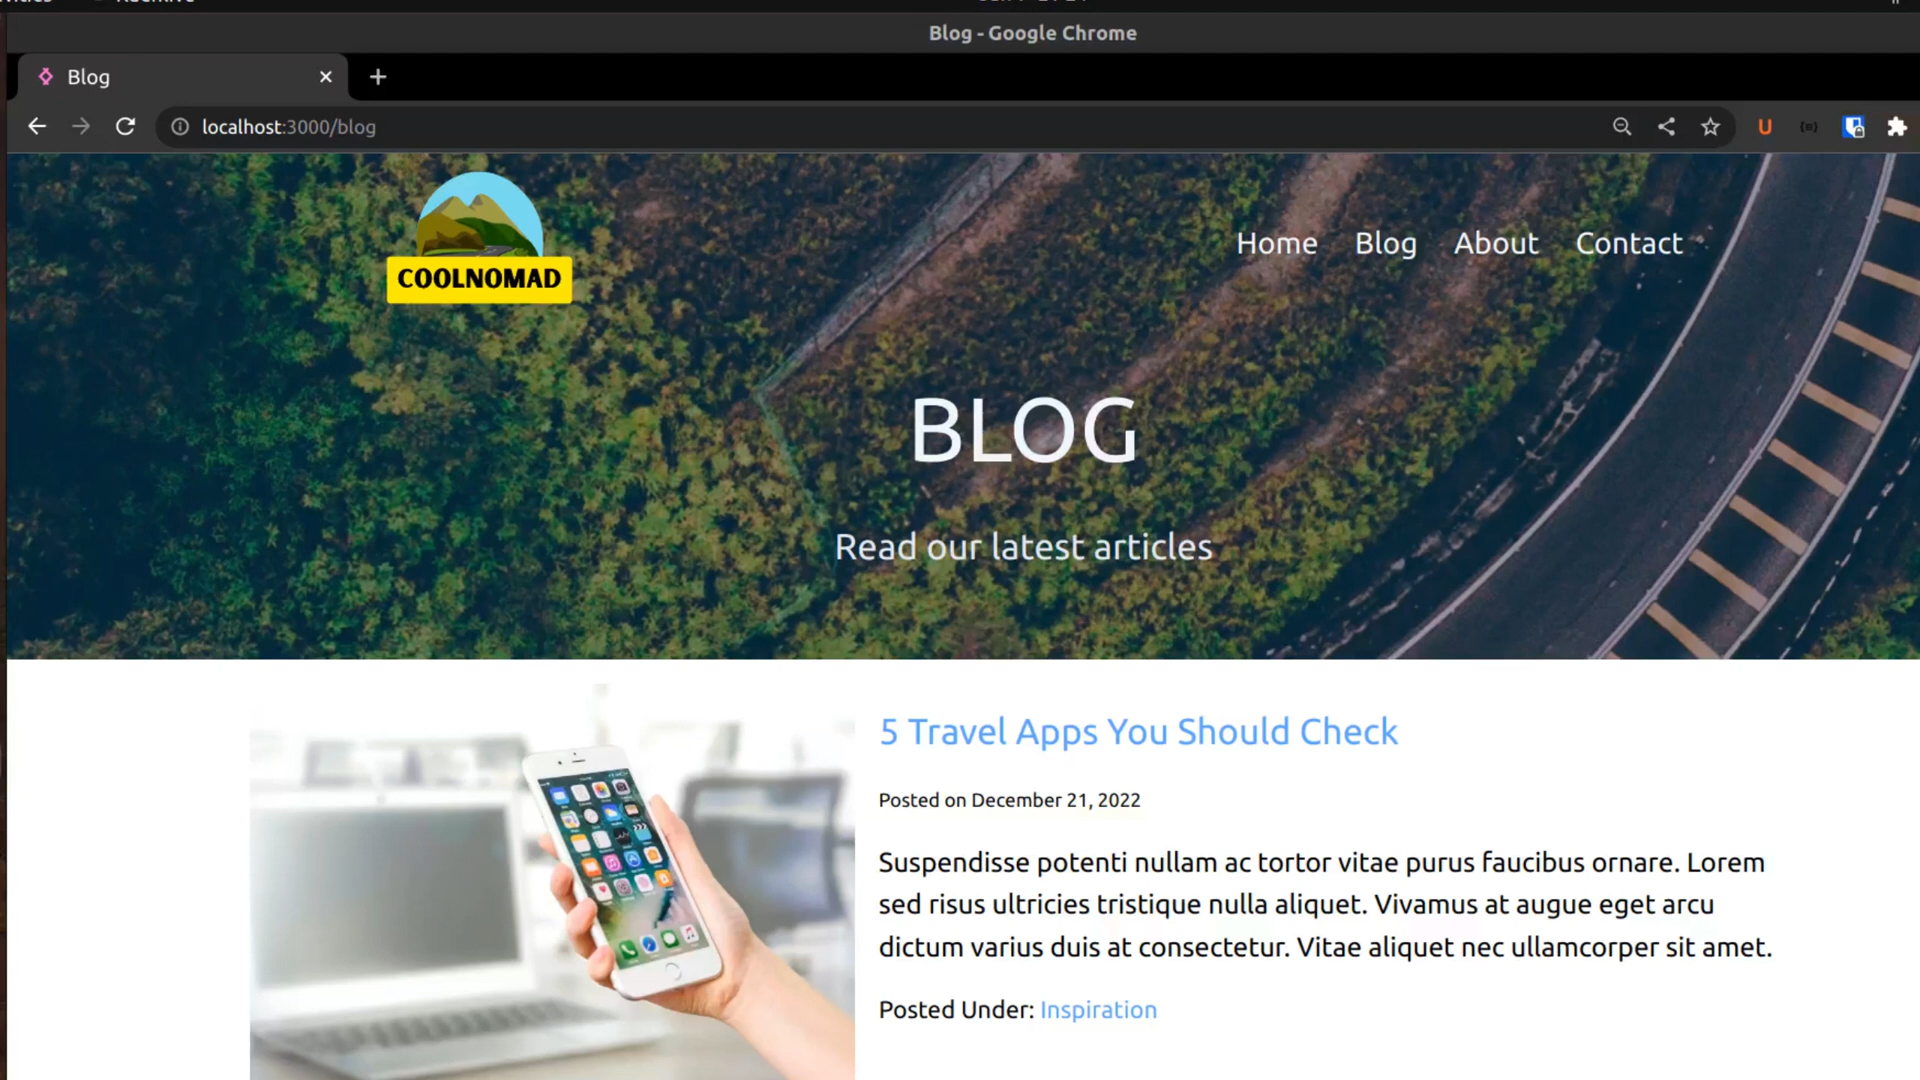 Blog - Google Chrome
Blog
localhost:3000/blog
COOLNOMAD
Home Blog About Contact
BLOG
Read our latest articles
5 Travel Apps You Should Check
Posted on December 21, 2022
Suspendisse potenti nullam ac tortor vitae purus faucibus ornare. Lorem
sed risus ultricies tristique nulla aliquet. Vivamus at augue eget arcu
dictum varius duis at consectetur. Vitae aliquet nec ullamcorper sit amet.
Posted Under: Inspiration